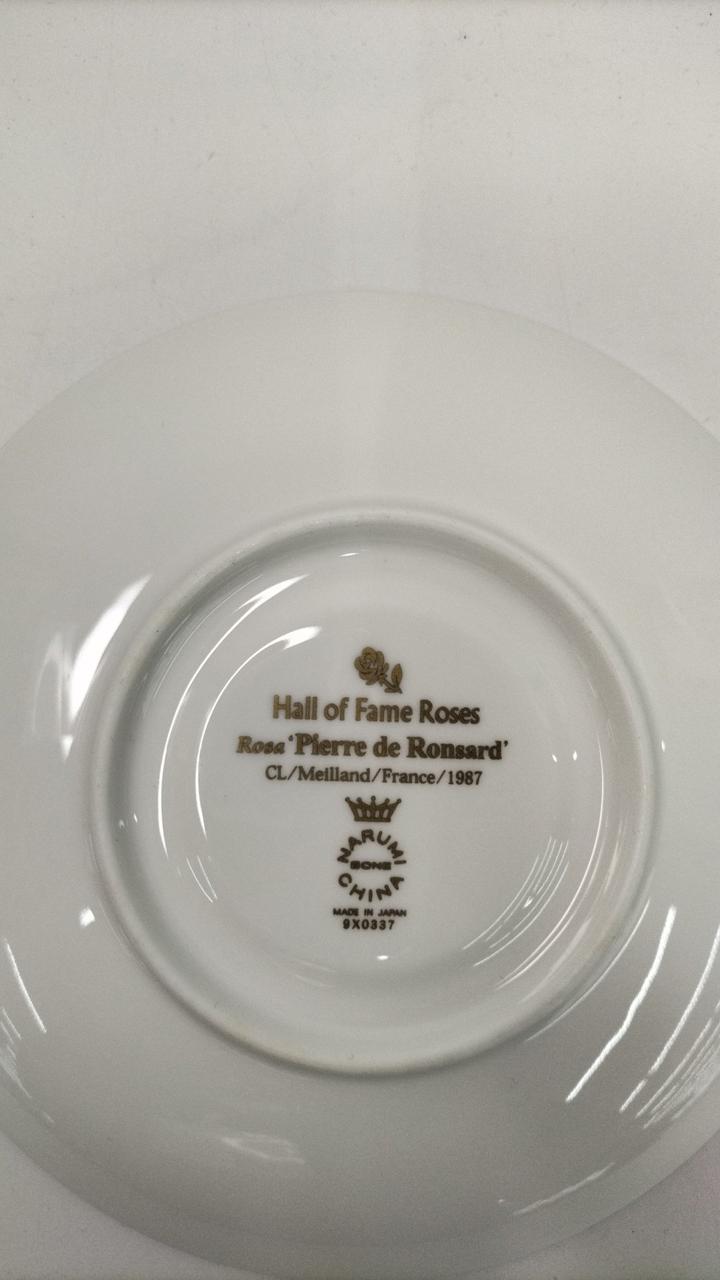 Hall of Fame Roses
Rosa 'Pierre de Ronsard'
CL/Meilland/France/1987
NARUMI
BONE
CHINA
MADE IN JAPAN
9X0337